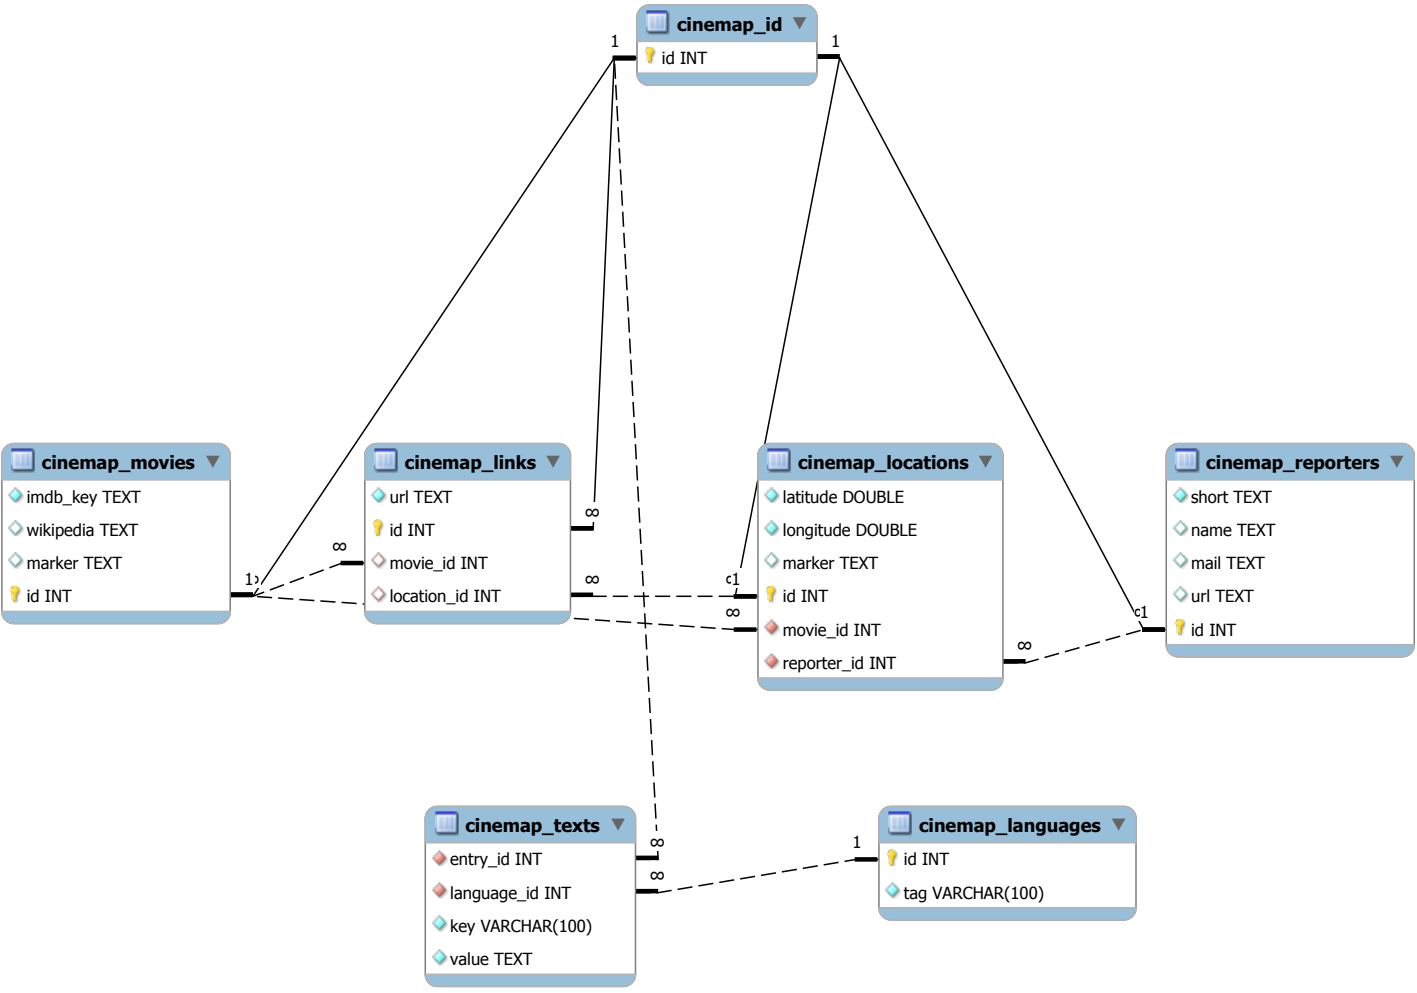 cinemap_id
id INT
1
1
cinemap_movies
imdb_key TEXT
wikipedia TEXT
marker TEXT
id INT
1
∞
cinemap_links
url TEXT
id INT
movie_id INT
location_id INT
∞
∞
cinemap_locations
latitude DOUBLE
longitude DOUBLE
marker TEXT
id INT
movie_id INT
reporter_id INT
1
∞
∞
cinemap_reporters
short TEXT
name TEXT
mail TEXT
url TEXT
id INT
1
cinemap_texts
entry_id INT
language_id INT
key VARCHAR(100)
value TEXT
∞
∞
1
cinemap_languages
id INT
tag VARCHAR(100)